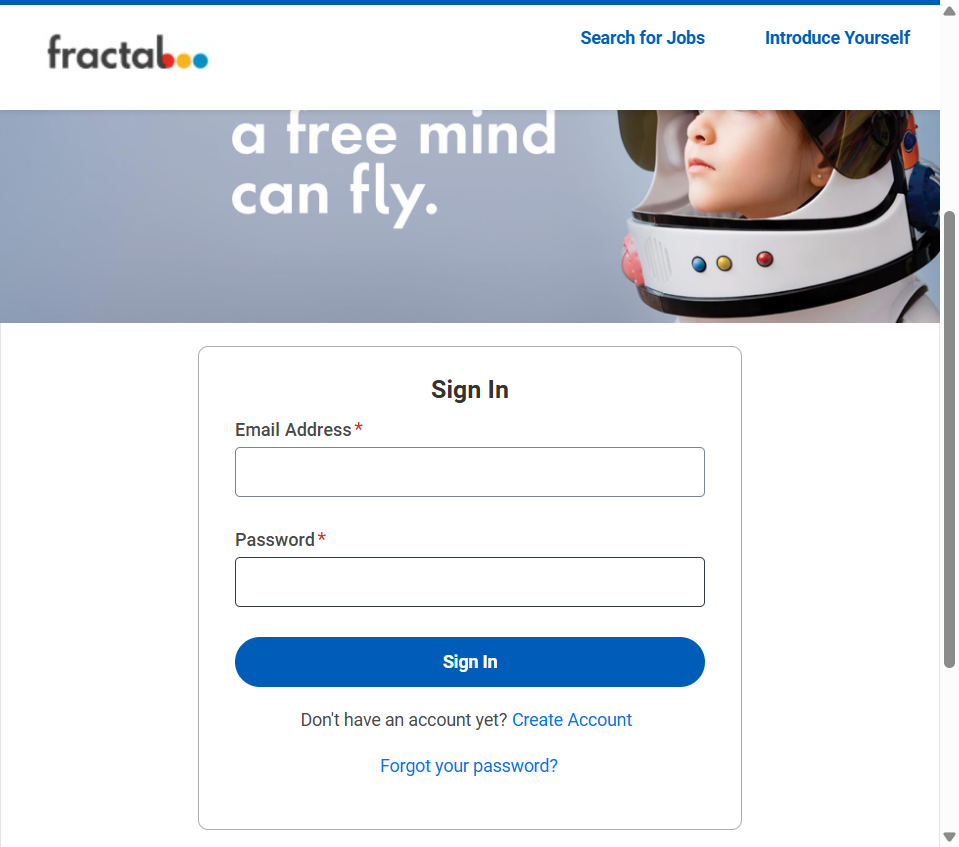 fractal
Search for Jobs
Introduce Yourself
a free mind
can fly.
Sign In
Email Address*
Password*
Sign In
Don't have an account yet? Create Account
Forgot your password?